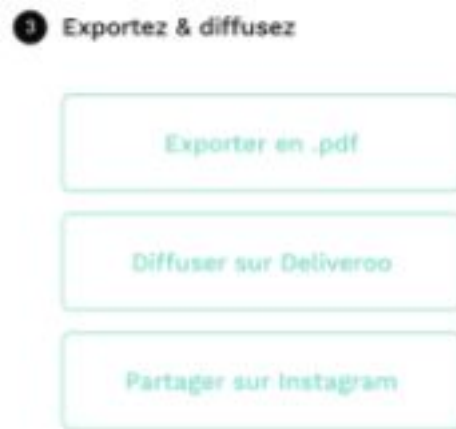 3 Exportez & diffusez
Exporter en .pdf
Diffuser sur Deliveroo
Partager sur Instagram